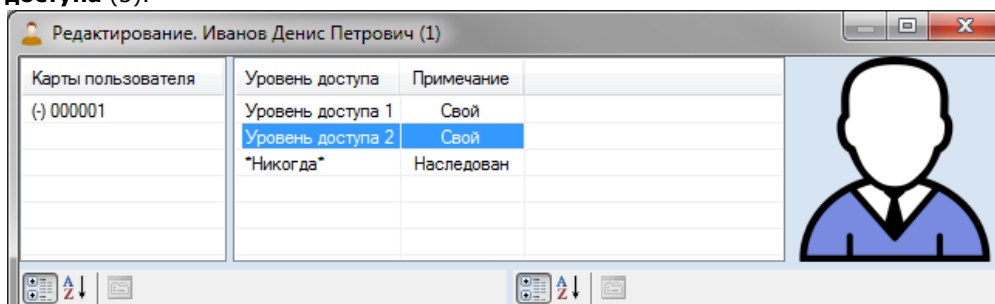 доступа (3).
Редактирование. Иванов Денис Петрович (1)
Карты пользователя Уровень доступа Примечание
(-) 000001 Уровень доступа 1 Свой
Уровень доступа 2 Свой
*Никогда* Наследован